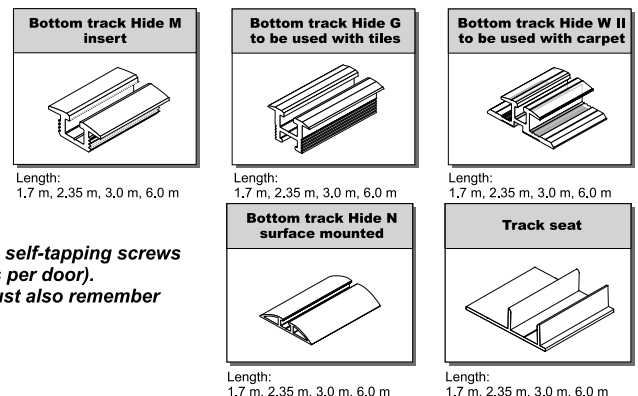 Bottom track Hide M
insert
Length:
1,7 m, 2,35 m, 3,0 m, 6,0 m
Bottom track Hide G
to be used with tiles
Length:
1,7 m, 2,35 m, 3,0 m, 6,0 m
Bottom track Hide W II
to be used with carpet
Length:
1,7 m, 2,35 m, 3,0 m, 6,0 m
self-tapping screws
per door).
ust also remember
Bottom track Hide N
surface mounted
Length:
1,7 m, 2,35 m, 3,0 m, 6,0 m
Track seat
Length:
1,7 m, 2,35 m, 3,0 m, 6,0 m